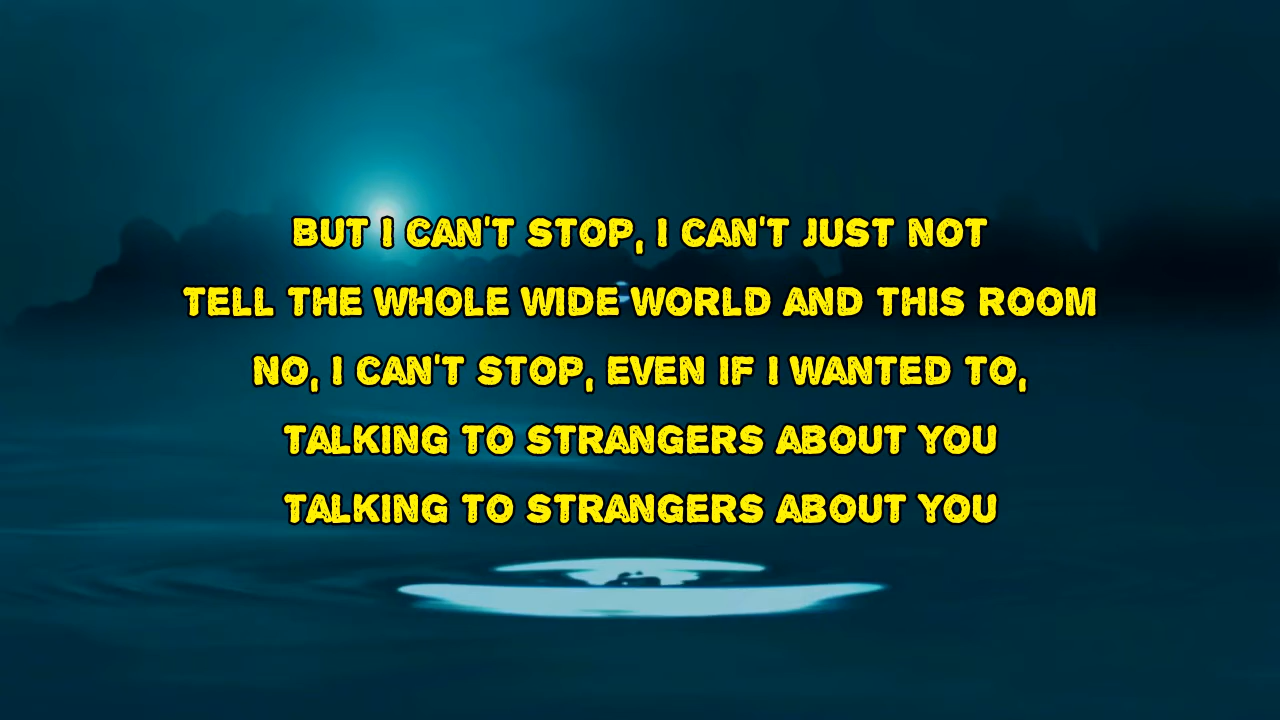 BUT I CAN'T STOP, I CAN'T JUST NOT
TELL THE WHOLE WIDE WORLD AND THIS ROOM
NO, I CAN'T STOP, EVEN IF I WANTED TO,
TALKING TO STRANGERS ABOUT YOU
TALKING TO STRANGERS ABOUT YOU